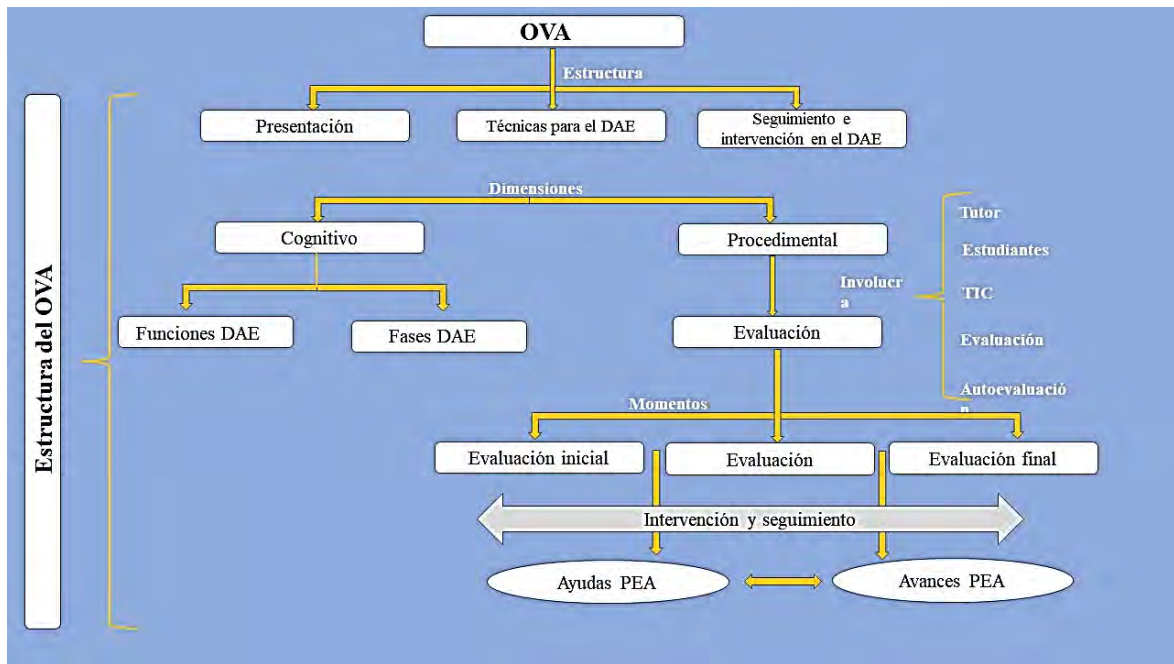 OVA
Estructura
Presentación
Técnicas para el DAE
Seguimiento e
intervención en el DAE
Estructura del OVA
Dimensiones
Cognitivo
Procedimental
Funciones DAE
Fases DAE
Evaluación
Involucr
a
Tutor
Estudiantes
TIC
Evaluación
Autoevaluació
n
Momentos
Evaluación inicial
Evaluación
Evaluación final
Intervención y seguimiento
Ayudas PEA
Avances PEA